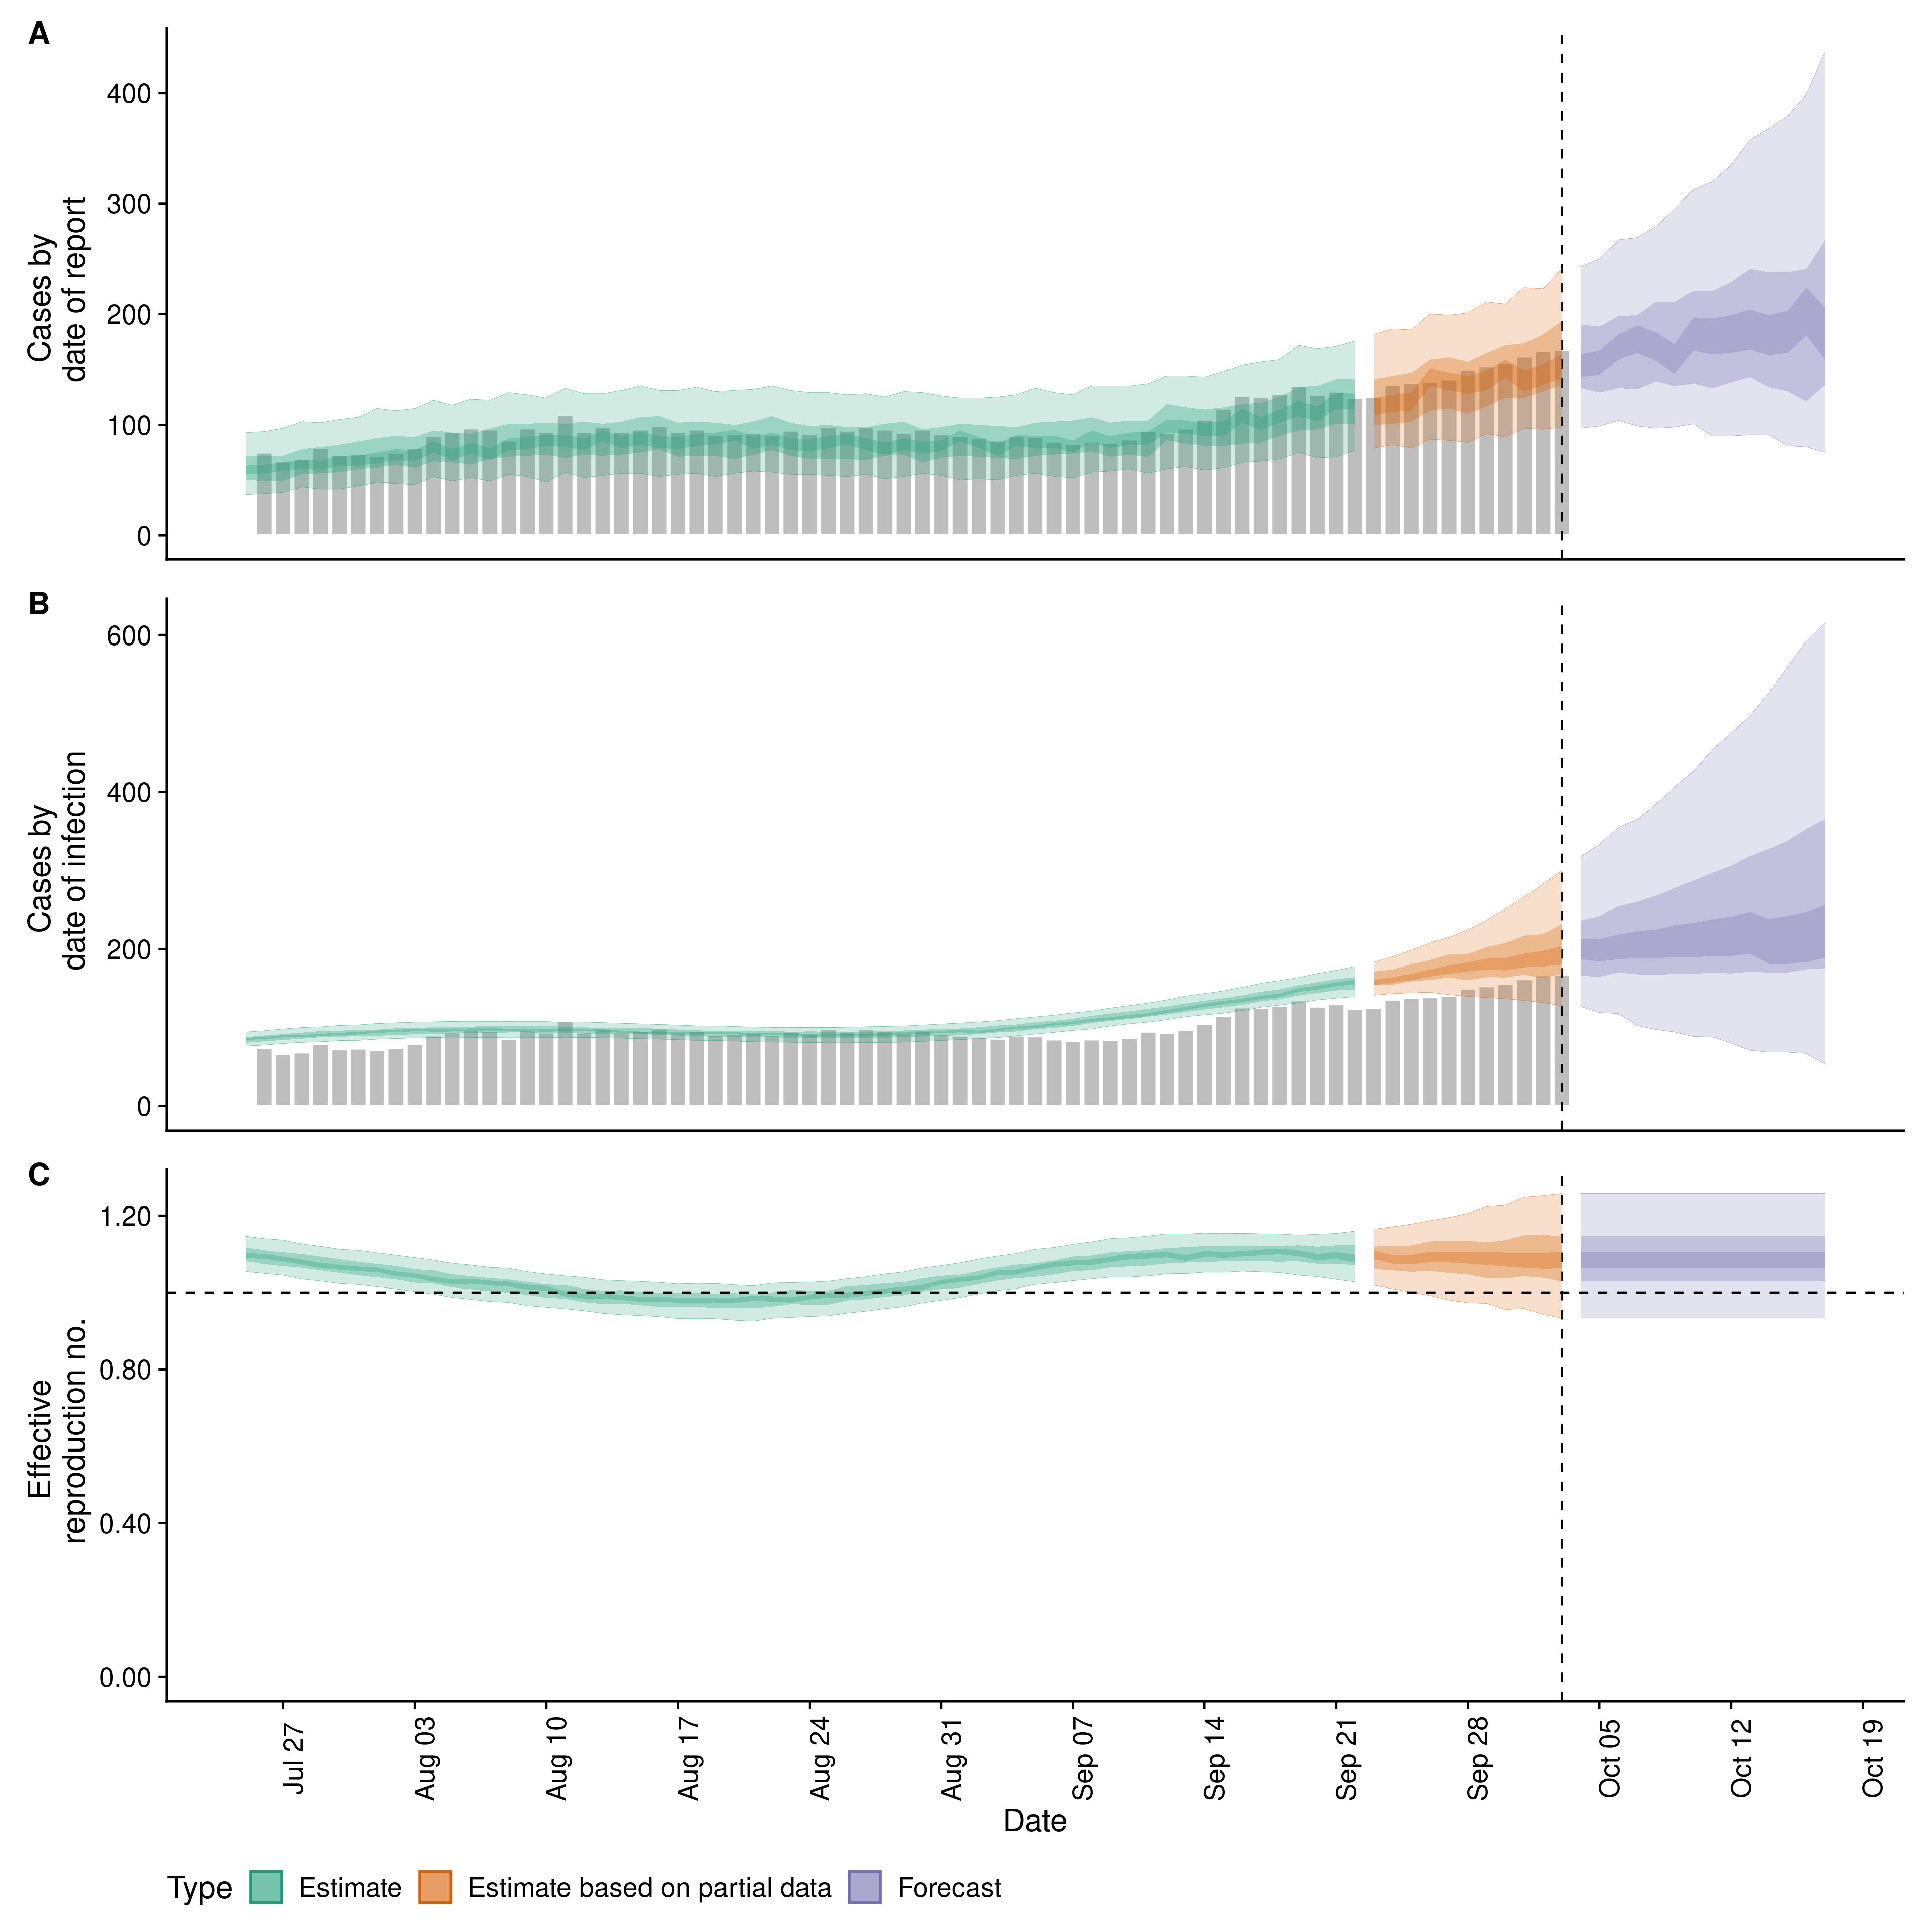 A
Cases by
date of report
400
300
200
100
0
B
Cases by
date of infection
600
400
200
0
C
Effective
reproduction no.
1.20
0.80
0.40
0.00
Jul 27
Aug 03
Aug 10
Aug 17
Aug 24
Aug 31
Sep 07
Sep 14
Sep 21
Sep 28
Oct 05
Oct 12
Oct 19
Date
Type Estimate Estimate based on partial data Forecast